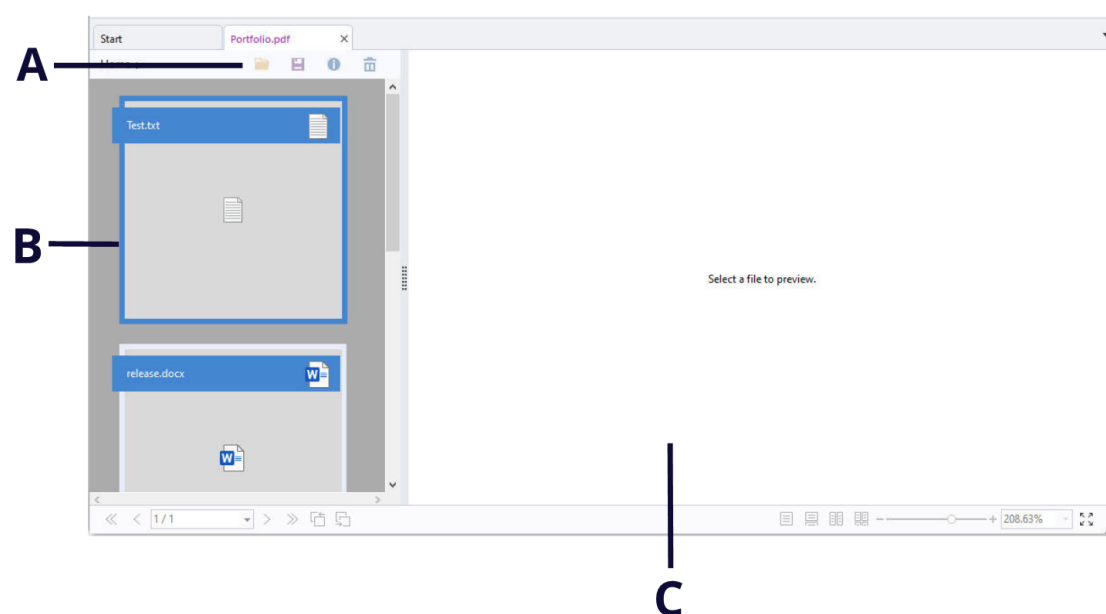 Start
Portfolio.pdf
A
Test.txt
B
Select a file to preview.
release.docx
W
W
1 / 1
208.63%
C